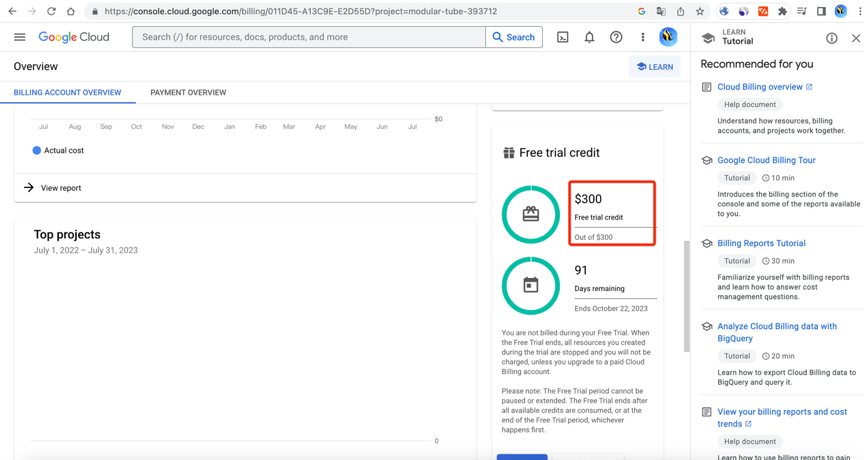 https://console.cloud.google.com/billing/011D45-A13C9E-E2D55D?project=modular-tube-393712
Google Cloud
Search (/) for resources, docs, products, and more
Search
LEARN
Tutorial
Overview
LEARN
BILLING ACCOUNT OVERVIEW
PAYMENT OVERVIEW
$0
Jul Aug Sep Oct Nov Dec Jan Feb Mar Apr May Jun Jul
Actual cost
View report
Top projects
July 1, 2022 – July 31, 2023
0
Free trial credit
$300
Free trial credit
Out of $300
91
Days remaining
Ends October 22, 2023
You are not billed during your Free Trial. When
the Free Trial ends, all resources you created
during the trial are stopped and you will not be
charged, unless you upgrade to a paid Cloud
Billing account.
Please note: The Free Trial period cannot be
paused or extended. The Free Trial ends after
all available credits are consumed, or at the
end of the Free Trial period, whichever
happens first.
Recommended for you
Cloud Billing overview
Help document
Understand how resources, billing
accounts, and projects work together.
Google Cloud Billing Tour
Tutorial 10 min
Introduces the billing section of the
console and some of the reports available
to you.
Billing Reports Tutorial
Tutorial 30 min
Familiarize yourself with billing reports
and learn how to answer cost
management questions.
Analyze Cloud Billing data with
BigQuery
Tutorial 20 min
Learn how to export Cloud Billing data to
BigQuery and query it.
View your billing reports and cost
trends
Help document
Learn how to use billing reports to gain